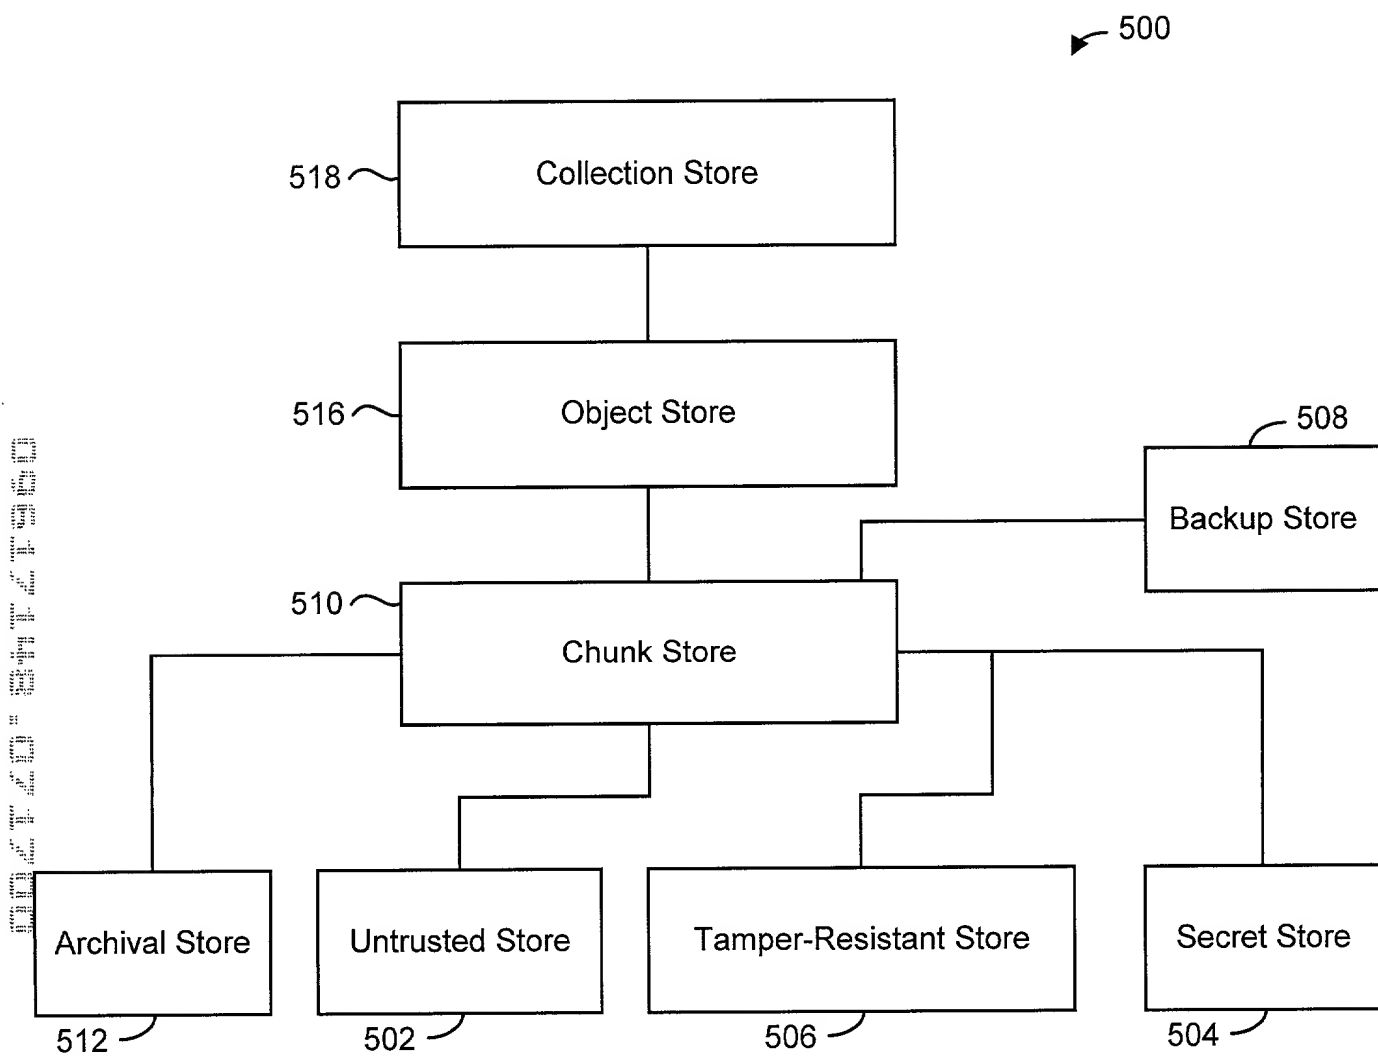 500
518
Collection Store
516
Object Store
508
Backup Store
510
Chunk Store
Archival Store
Untrusted Store
Tamper-Resistant Store
Secret Store
512
502
506
504